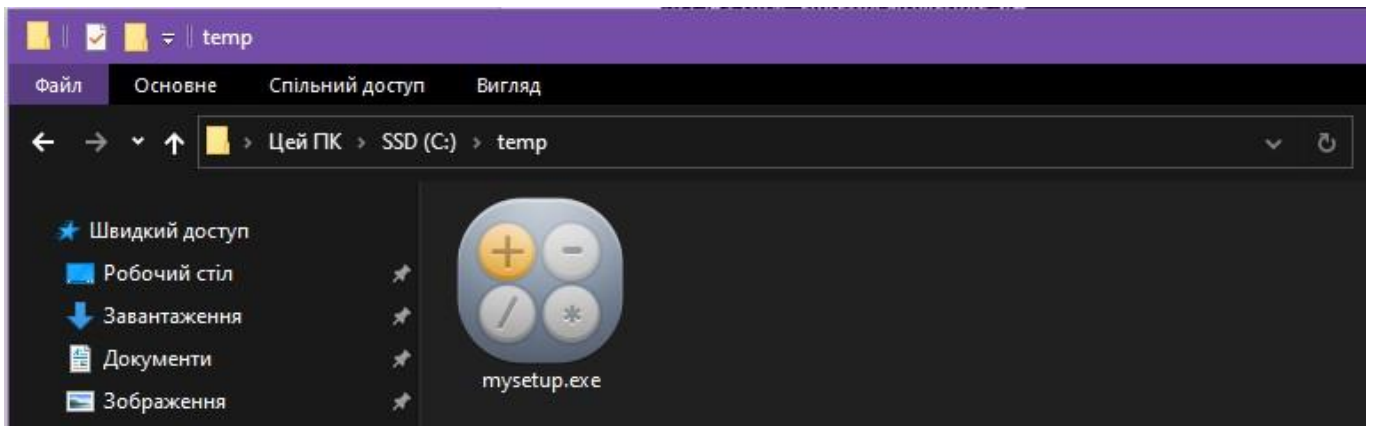 temp
Файл Основне Спільний доступ Вигляд
Цей ПК SSD (C:) temp
Швидкий доступ
Робочий стіл
Завантаження
Документи
Зображення
mysetup.exe